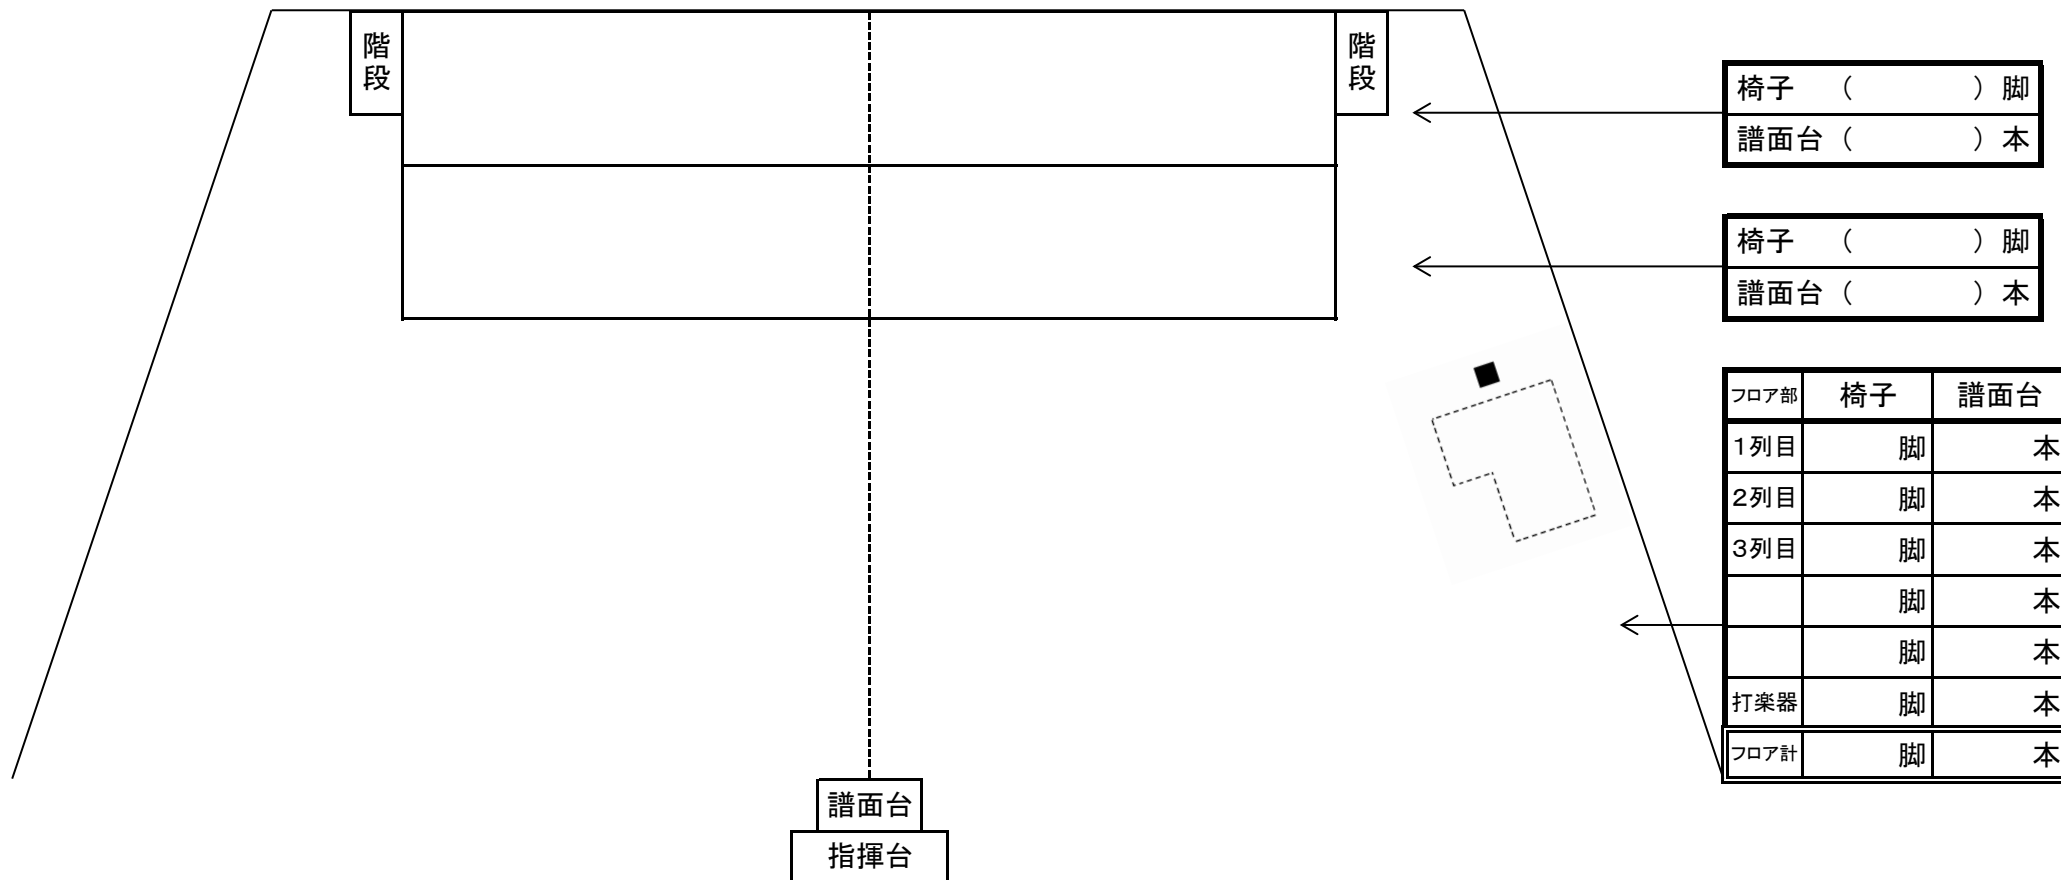 階段
階段
椅子　（　　　　）脚
譜面台（　　　　）本
椅子　（　　　　）脚
譜面台（　　　　）本
フロア部 椅子 譜面台
1列目 脚 本
2列目 脚 本
3列目 脚 本
脚 本
脚 本
打楽器 脚 本
フロア計 脚 本
譜面台
指揮台